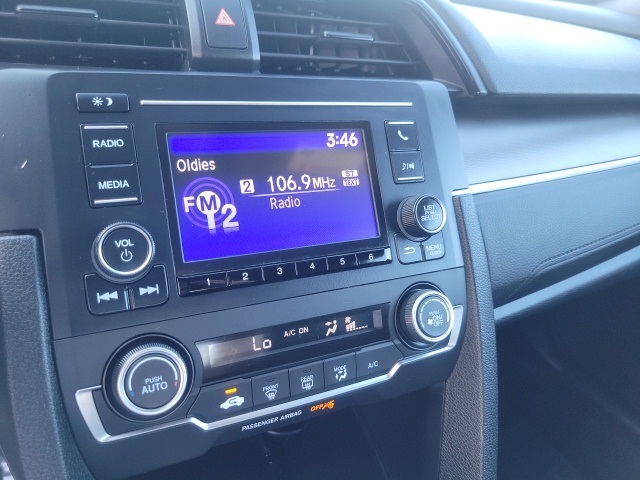 3:46
Oldies
RADIO
MEDIA
2 106.9 MHz
ST
TEXT
Radio
FM2
VOL
LIST
PUSH
SELECT
MENU
1 2 3 4 5 6
Lo
A/C ON
PUSH
AUTO
PUSH
ON/
OFF
FRONT
REAR
MODE
A/C
PASSENGER AIRBAG OFF